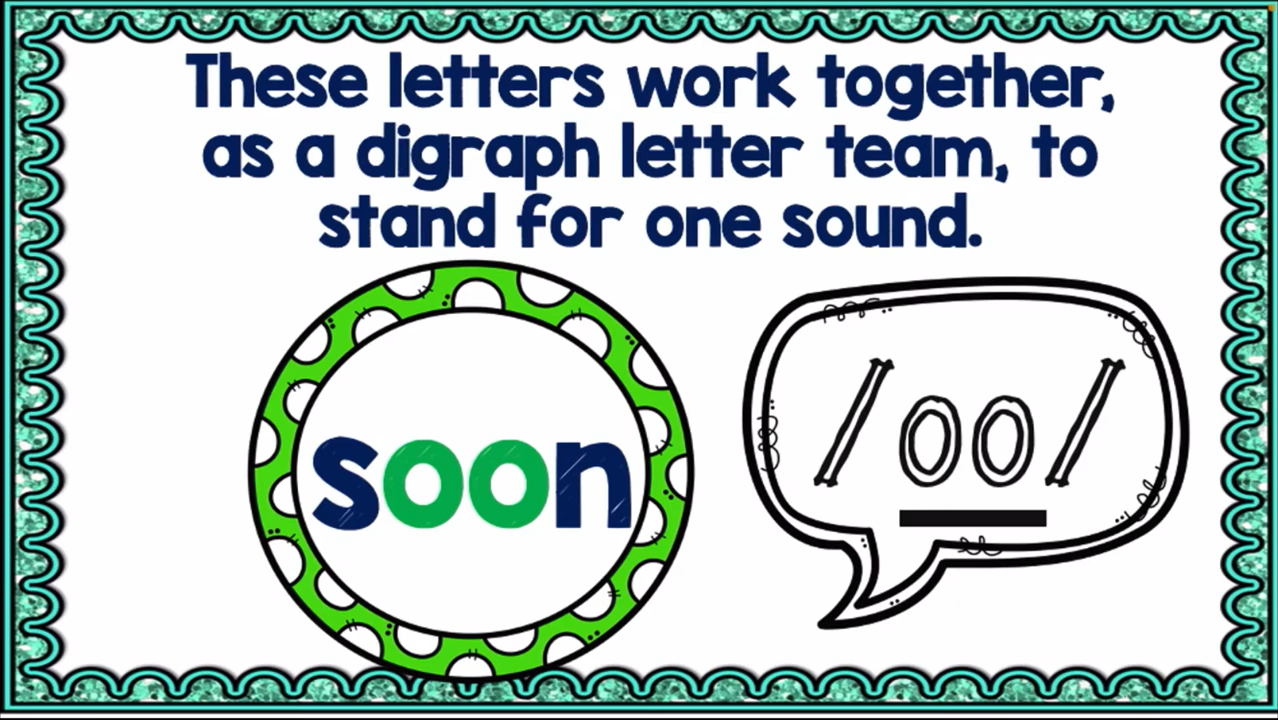 These letters work together,
as a digraph letter team, to
stand for one sound.
soon
/oo/